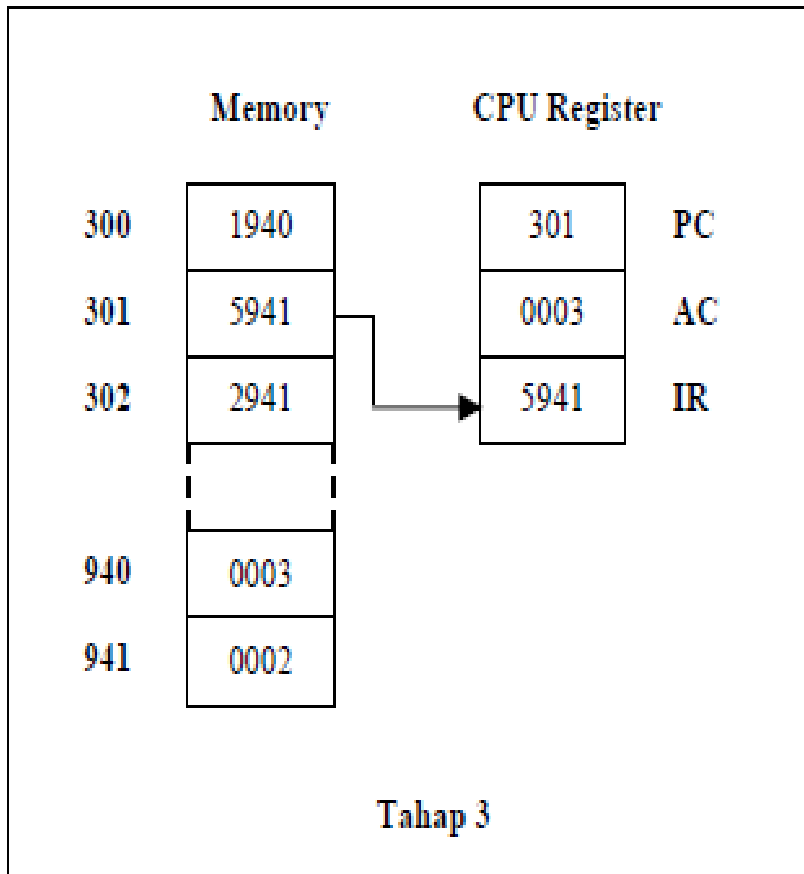 Memory CPU Register
300 1940 301 PC
301 5941 0003 AC
302 2941 5941 IR
940 0003
941 0002
Tahap 3